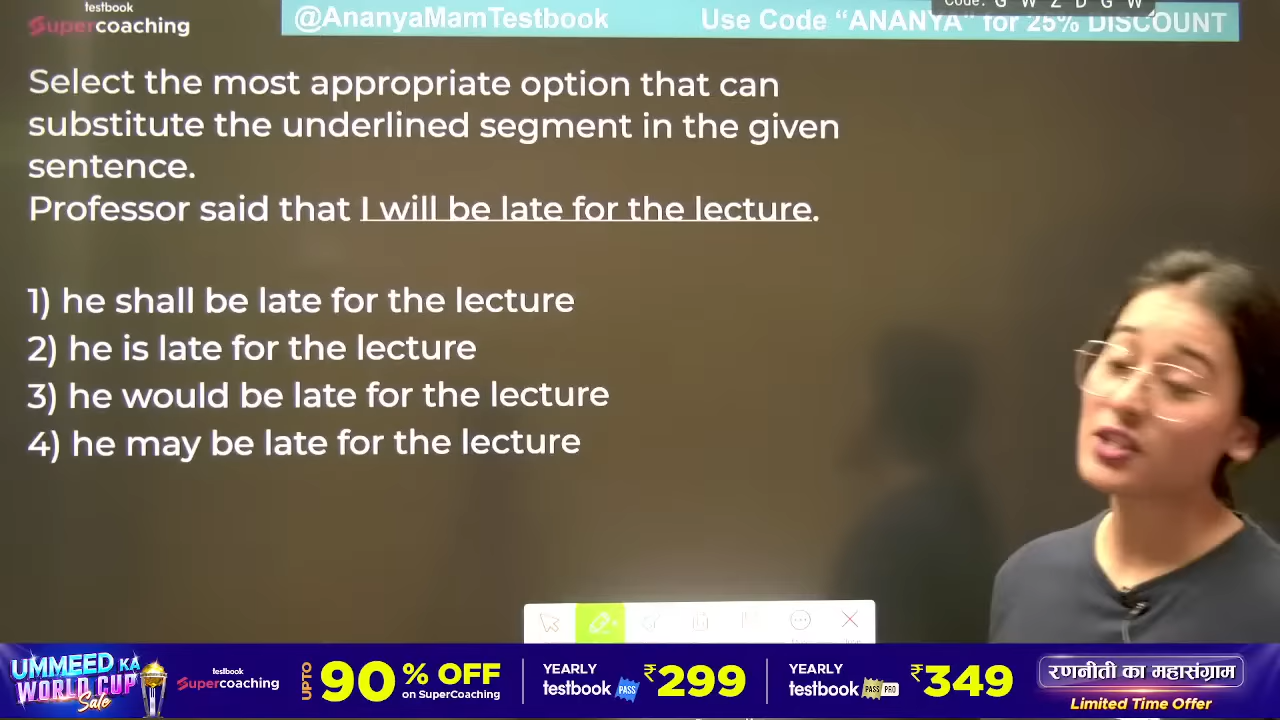 testbook
Supercoaching
@AnanyaMamTestbook
Use Code “ANANYA” for 25% DISCOUNT
Code: G W Z D G W
Select the most appropriate option that can
substitute the underlined segment in the given
sentence.
Professor said that I will be late for the lecture.
1) he shall be late for the lecture
2) he is late for the lecture
3) he would be late for the lecture
4) he may be late for the lecture
UMMEED KA
WORLD CUP
Sale
testbook
Supercoaching
UPTO
90 % OFF
on SuperCoaching
YEARLY
testbook PASS
₹299
YEARLY
testbook PASS PRO
₹349
रणनीती का महासंग्राम
Limited Time Offer